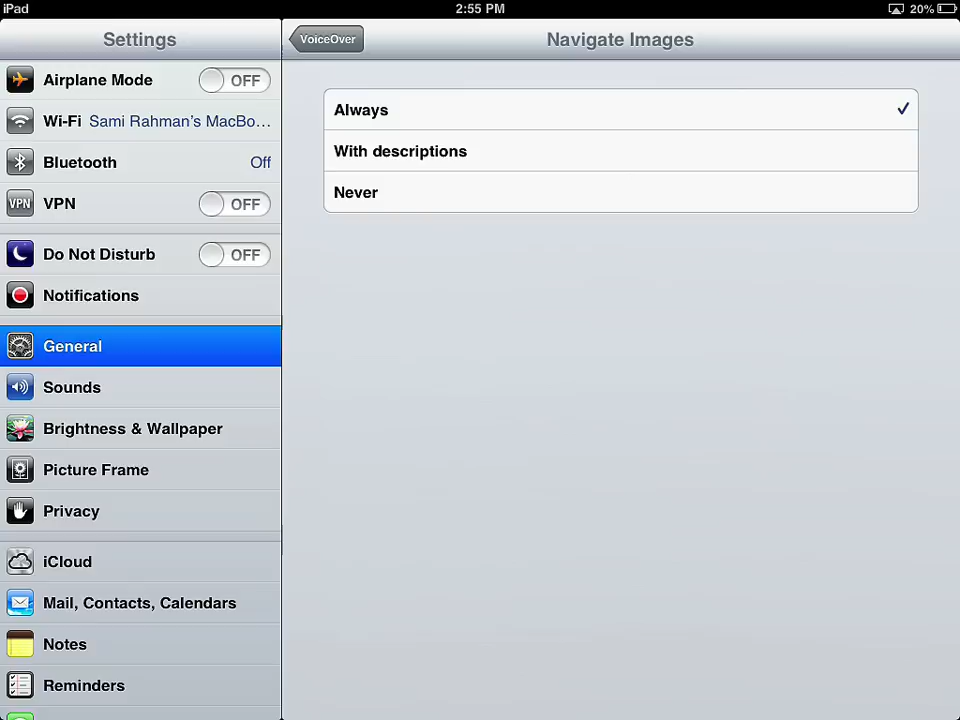 iPad 2:55 PM 20%
Settings
VoiceOver Navigate Images
Airplane Mode OFF
Wi-Fi Sami Rahman's MacBo...
Bluetooth Off
VPN VPN OFF
Do Not Disturb OFF
Notifications
General
Sounds
Brightness & Wallpaper
Picture Frame
Privacy
iCloud
Mail, Contacts, Calendars
Notes
Reminders
Always
With descriptions
Never